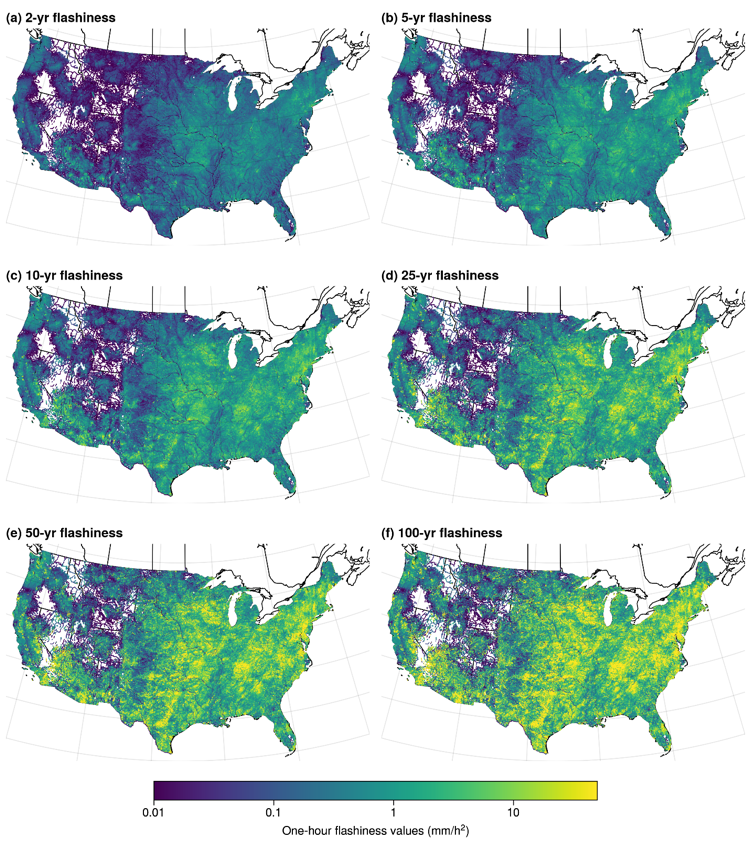 (a) 2-yr flashiness
(b) 5-yr flashiness
(c) 10-yr flashiness
(d) 25-yr flashiness
(e) 50-yr flashiness
(f) 100-yr flashiness
0.01 0.1 1 10
One-hour flashiness values (mm/h²)